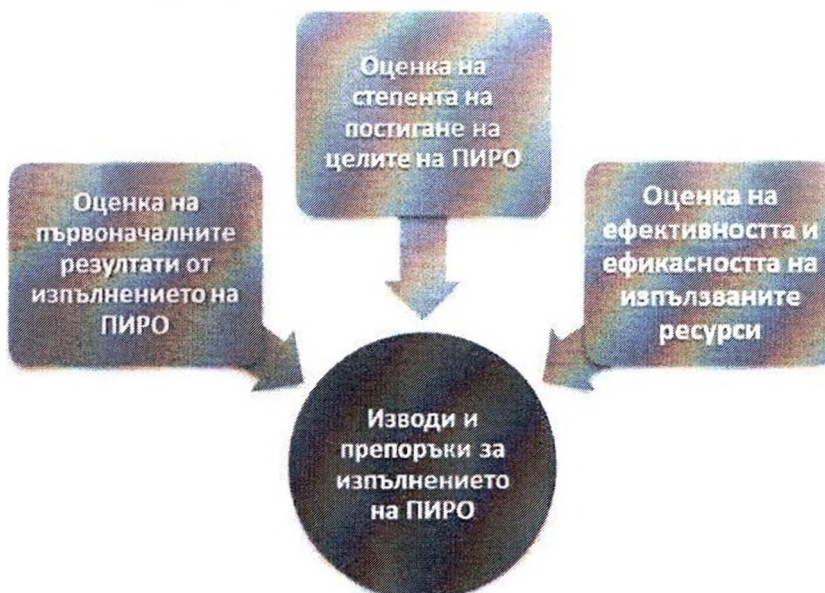 Оценка на
първоначалните
резултати от
изпълнението на
ПИРО
Оценка на
степента на
постигане на
целите на ПИРО
Оценка на
ефективността и
ефикасността на
изпълзваните
ресурси
Изводи и
препоръки за
изпълнението
на ПИРО